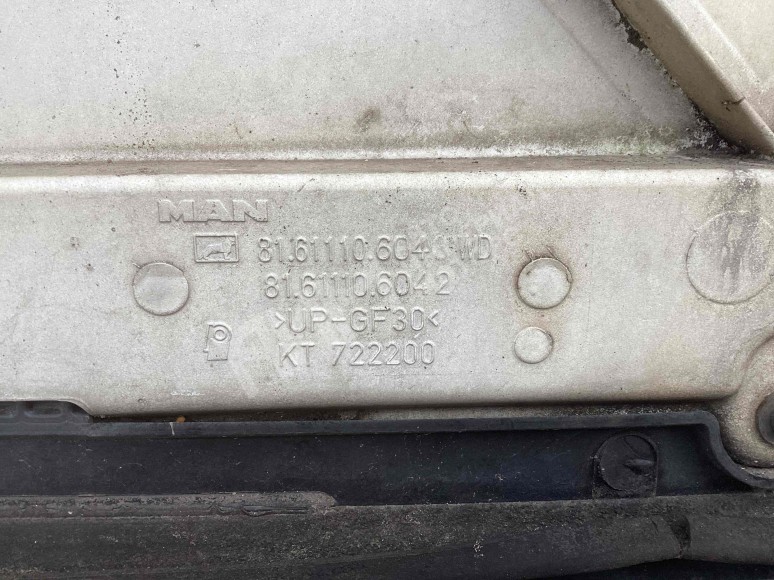 MAN
81.61110.6043WD
81.61110.6042
>UP-GF30<
KT 722200